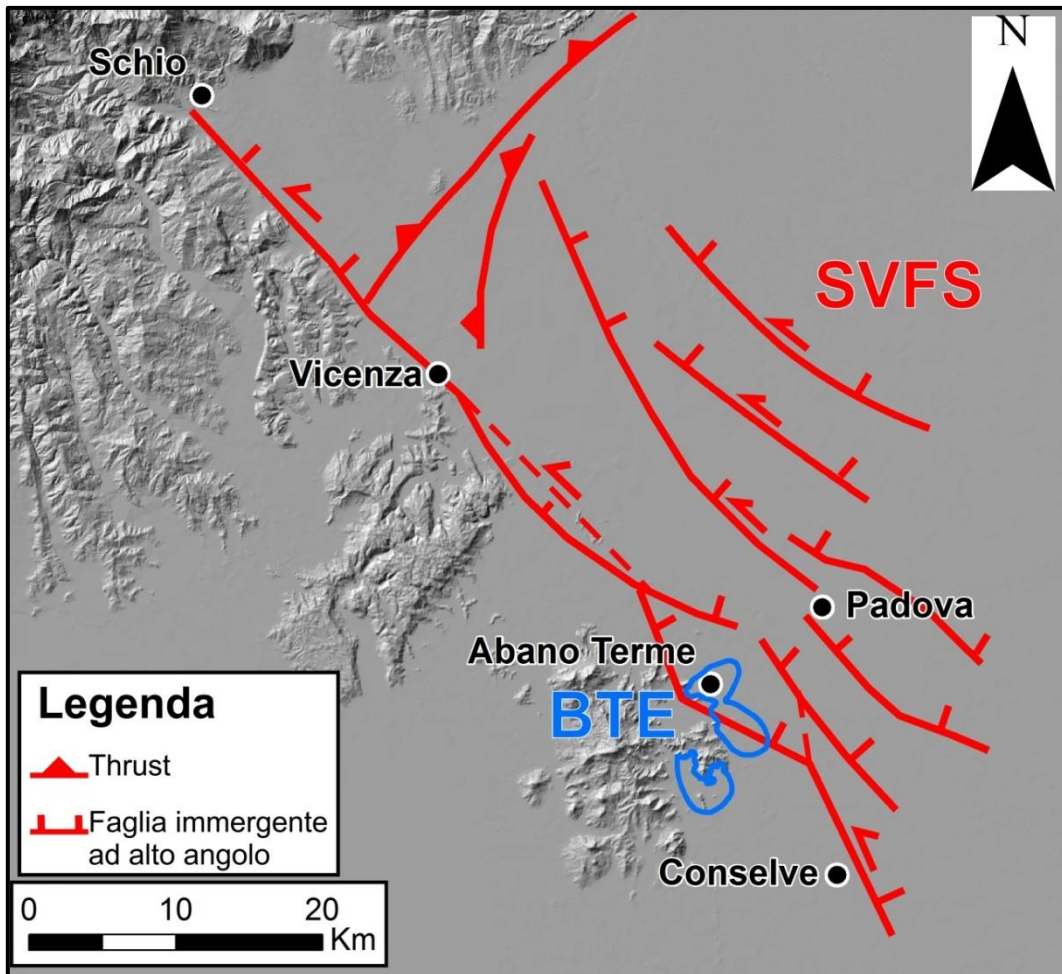 N
Schio
SVFS
Vicenza
Padova
Abano Terme
BTE
Conselve
Legenda
Thrust
Faglia immergente
ad alto angolo
0 10 20
Km